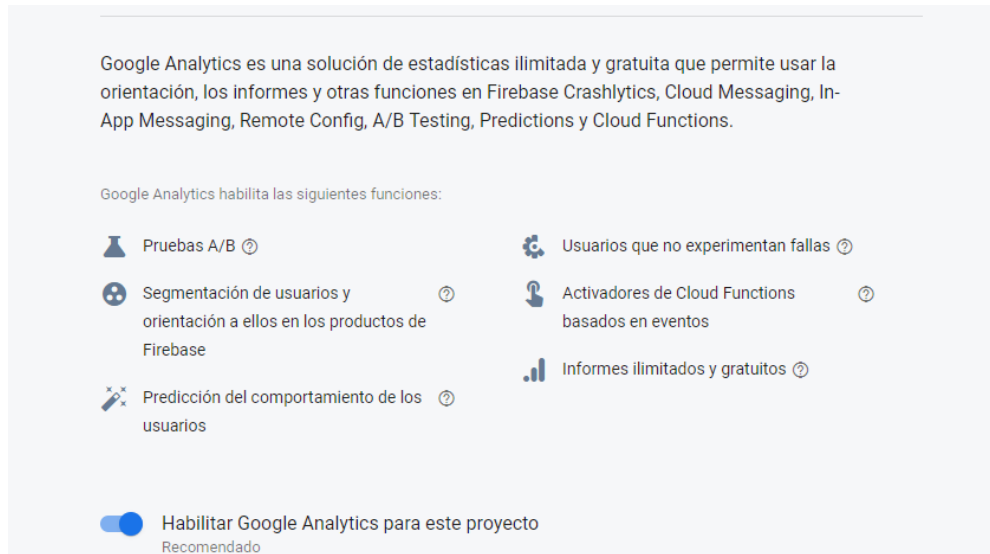 Google Analytics es una solución de estadísticas ilimitada y gratuita que permite usar la
orientación, los informes y otras funciones en Firebase Crashlytics, Cloud Messaging, In-
App Messaging, Remote Config, A/B Testing, Predictions y Cloud Functions.
Google Analytics habilita las siguientes funciones:
Pruebas A/B
Segmentación de usuarios y
orientación a ellos en los productos de
Firebase
Predicción del comportamiento de los
usuarios
Usuarios que no experimentan fallas
Activadores de Cloud Functions
basados en eventos
Informes ilimitados y gratuitos
Habilitar Google Analytics para este proyecto
Recomendado